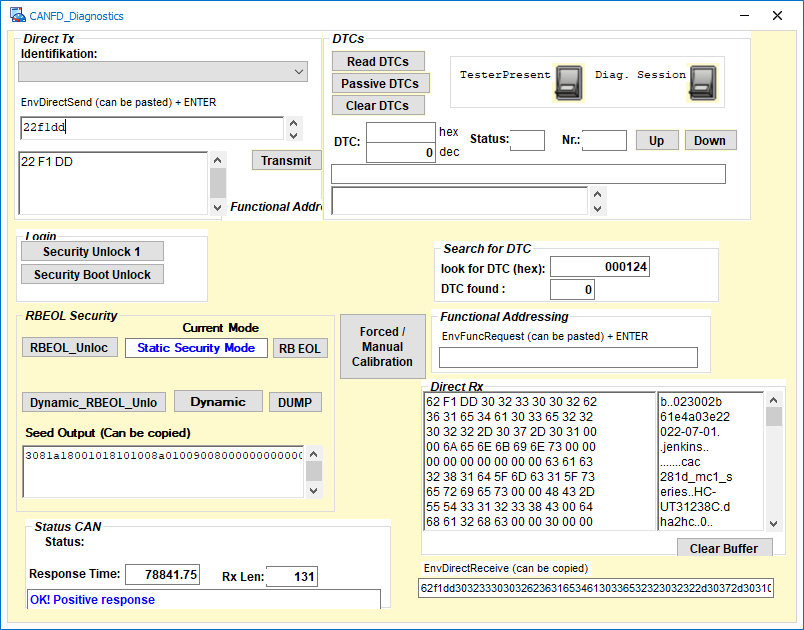 CANFD_Diagnostics
Direct Tx
Identifikation:
EnvDirectSend (can be pasted) + ENTER
22f1dd
22 F1 DD
Transmit
Functional Addr
DTCs
Read DTCs
Passive DTCs
Clear DTCs
TesterPresent
Diag. Session
DTC:
hex
0 dec
Status:
Nr.:
Up
Down
Login
Security Unlock 1
Security Boot Unlock
Search for DTC
look for DTC (hex): 000124
DTC found : 0
RBEOL Security
Current Mode
RBEOL_Unloc
Static Security Mode
RB EOL
Dynamic_RBEOL_Unlo
Dynamic
DUMP
Seed Output (Can be copied)
3081a18001018101008a0100900800000000000000
Forced /
Manual
Calibration
Functional Addressing
EnvFuncRequest (can be pasted) + ENTER
Direct Rx
62 F1 DD 30 32 33 30 30 32 62 b..023002b
36 31 65 34 61 30 33 65 32 32 61e4a03e22
30 32 32 2D 30 37 2D 30 31 00 022-07-01.
00 6A 65 6E 6B 69 6E 73 00 00 .jenkins..
00 00 00 00 00 00 00 63 61 63 .......cac
32 38 31 64 5F 6D 63 31 5F 73 281d_mc1_s
65 72 69 65 73 00 00 48 43 2D eries..HC-
55 54 33 31 32 33 38 43 00 64 UT31238C.d
68 61 32 68 63 00 00 30 00 00 ha2hc..0..
Clear Buffer
EnvDirectReceive (can be copied)
Status CAN
Status:
Response Time: 78841.75
Rx Len: 131
OK! Positive response